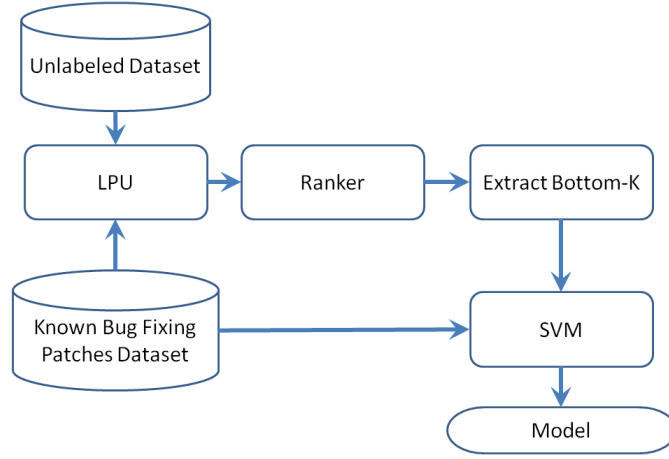 Unlabeled Dataset
LPU
Ranker
Extract Bottom-K
Known Bug Fixing
Patches Dataset
SVM
Model